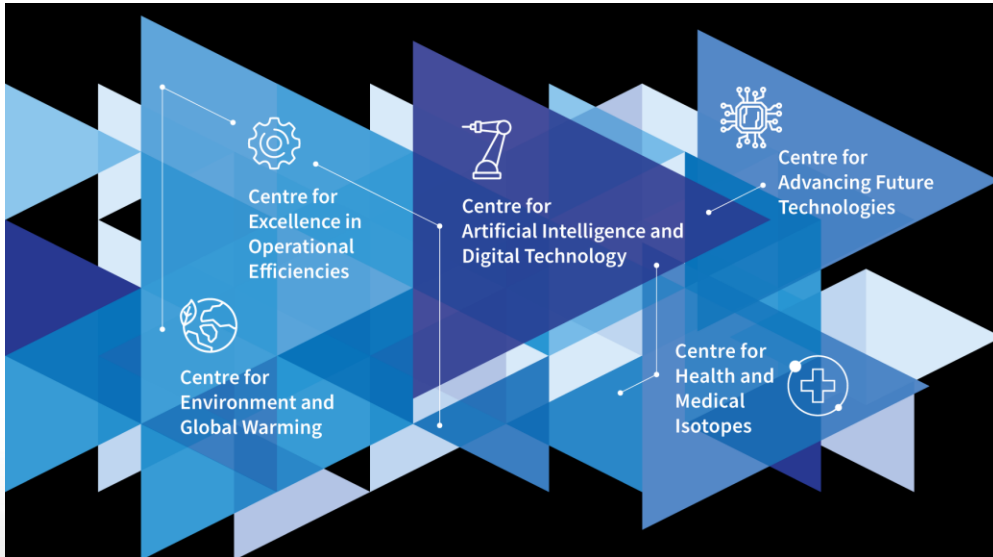 Centre for
Excellence in
Operational
Efficiencies
Centre for
Artificial Intelligence and
Digital Technology
Centre for
Advancing Future
Technologies
Centre for
Environment and
Global Warming
Centre for
Health and
Medical
Isotopes